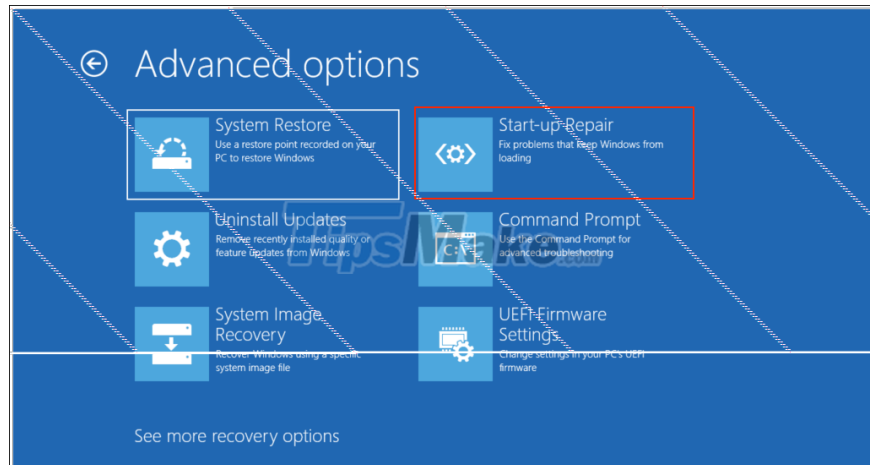 Advanced options
System Restore
Use a restore point recorded on your
PC to restore Windows
Start-up Repair
Fix problems that keep Windows from
loading
Uninstall Updates
Remove recently installed quality or
feature updates from Windows
Command Prompt
Use the Command Prompt for
advanced troubleshooting
C:\
TipsMake.com
System Image
Recovery
Recover Windows using a specific
system image file
UEFI Firmware
Settings
Change settings in your PC's UEFI
firmware
See more recovery options